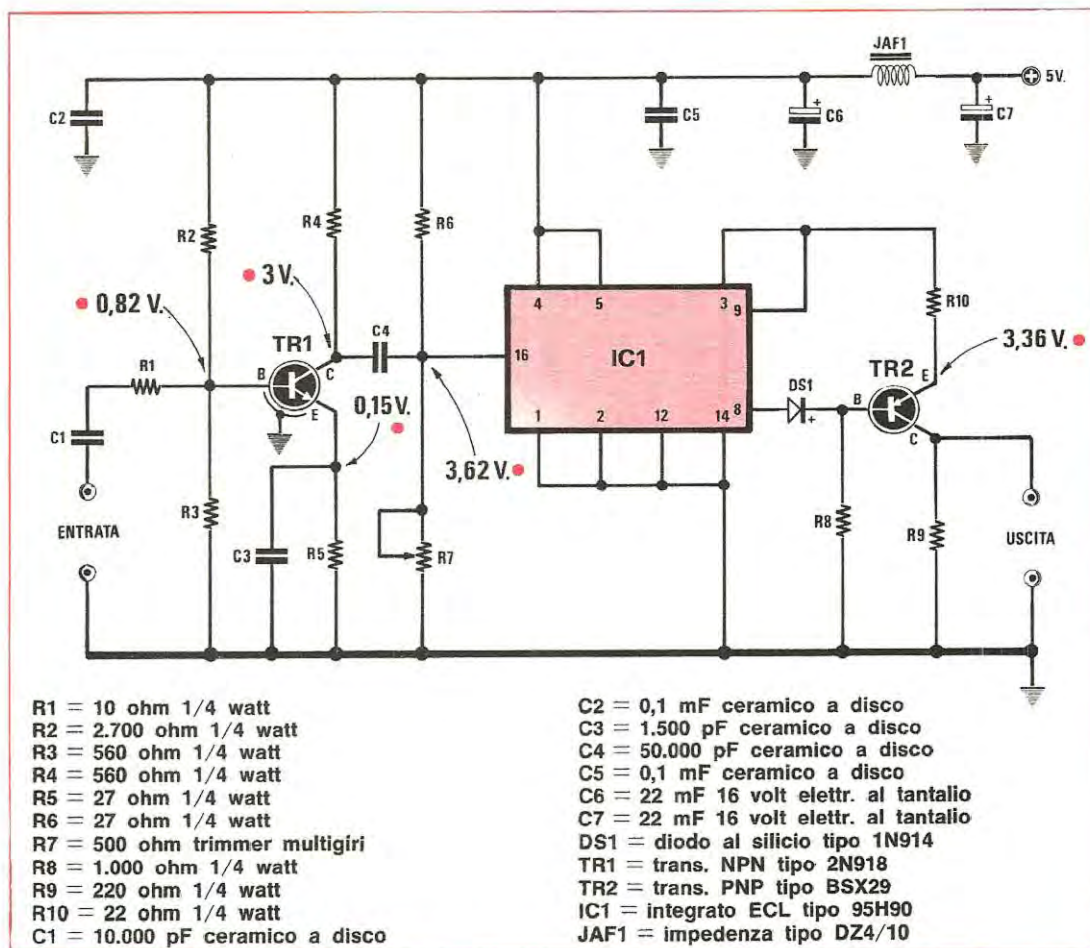 JAF1
5V.
C2
C5
C6
+
C7
+
R2
R4
R6
3 V.
0,82 V.
TR1
C4
R1
B
C
E
C1
0,15V.
3,62 V.
R3
ENTRATA
C3
R5
R7
4
5
3
9
16
IC1
8
1
2
12
14
R10
3,36 V.
TR2
E
DS1
+
B
C
R8
R9
USCITA
R1 = 10 ohm 1/4 watt
R2 = 2.700 ohm 1/4 watt
R3 = 560 ohm 1/4 watt
R4 = 560 ohm 1/4 watt
R5 = 27 ohm 1/4 watt
R6 = 27 ohm 1/4 watt
R7 = 500 ohm trimmer multigiri
R8 = 1.000 ohm 1/4 watt
R9 = 220 ohm 1/4 watt
R10 = 22 ohm 1/4 watt
C1 = 10.000 pF ceramico a disco
C2 = 0,1 mF ceramico a disco
C3 = 1.500 pF ceramico a disco
C4 = 50.000 pF ceramico a disco
C5 = 0,1 mF ceramico a disco
C6 = 22 mF 16 volt elettr. al tantalio
C7 = 22 mF 16 volt elettr. al tantalio
DS1 = diodo al silicio tipo 1N914
TR1 = trans. NPN tipo 2N918
TR2 = trans. PNP tipo BSX29
IC1 = integrato ECL tipo 95H90
JAF1 = impedenza tipo DZ4/10